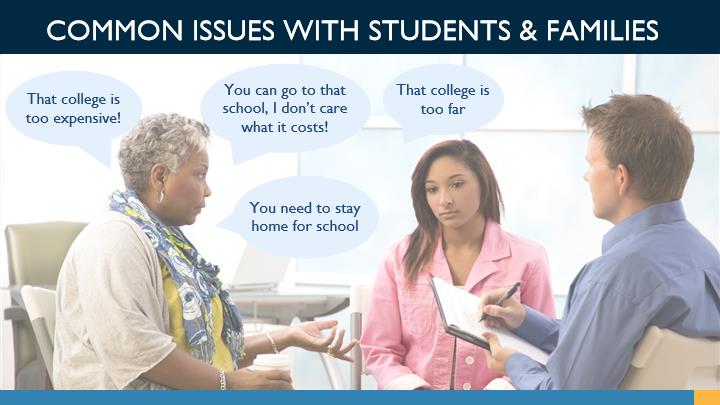 COMMON ISSUES WITH STUDENTS & FAMILIES
That college is
too expensive!
You can go to that
school, I don't care
what it costs!
That college is
too far
You need to stay
home for school